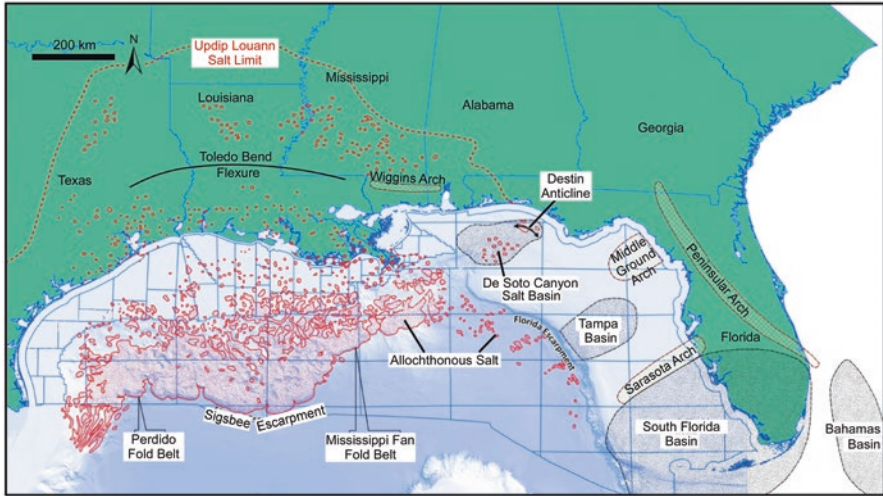 200 km
N
Updip Louann
Salt Limit
Mississippi
Louisiana
Alabama
Georgia
Toledo Bend
Flexure
Texas
Wiggins Arch
Destin
Anticline
Middle
Ground
Arch
Peninsular Arch
De Soto Canyon
Salt Basin
Florida Escarpment
Tampa
Basin
Florida
Allochthonous Salt
Sarasota Arch
Sigsbee Escarpment
Perdido
Fold Belt
Mississippi Fan
Fold Belt
South Florida
Basin
Bahamas
Basin